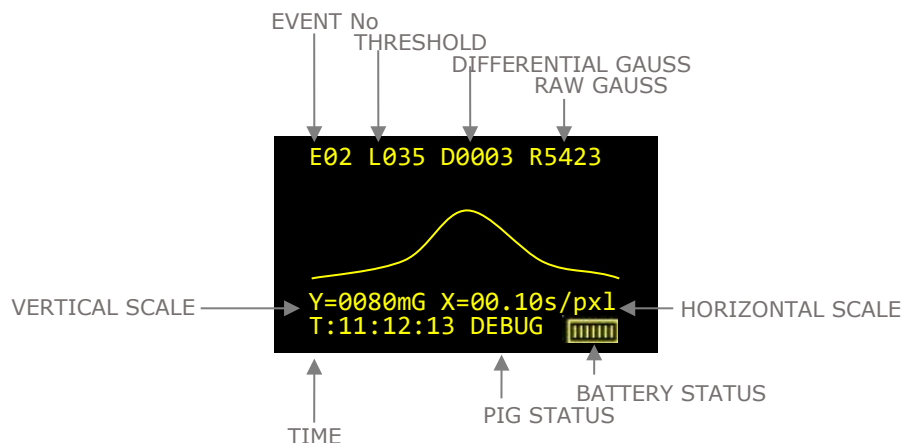 EVENT No
THRESHOLD
DIFFERENTIAL GAUSS
RAW GAUSS
E02 L035 D0003 R5423
VERTICAL SCALE
Y=0080mG X=00.10s/pxl
HORIZONTAL SCALE
T:11:12:13 DEBUG
BATTERY STATUS
PIG STATUS
TIME